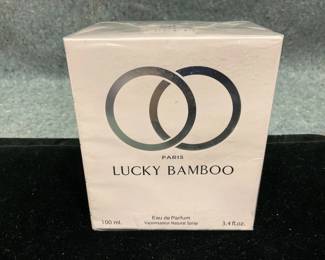 PARIS
LUCKY BAMBOO
Eau de Parfum
100 ml. Vaporisateur Natural Spray 3.4 fl.oz.